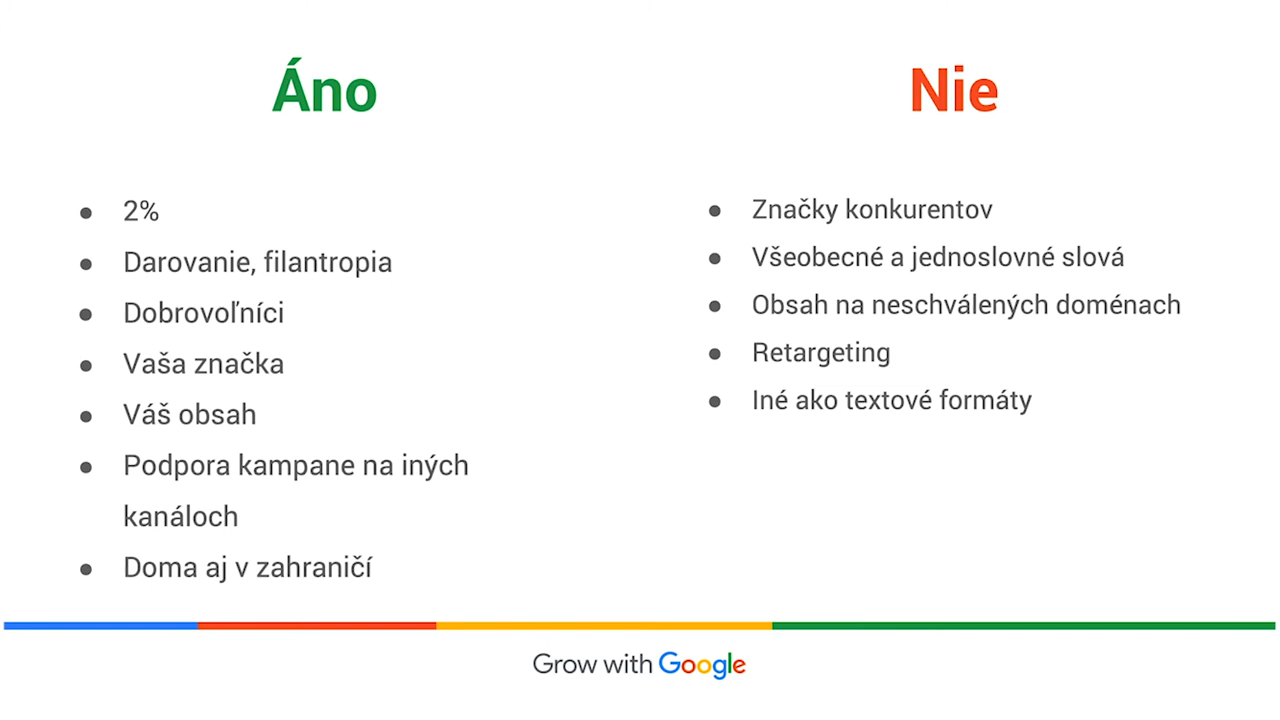 Áno
2%
Darovanie, filantropia
Dobrovoľníci
Vaša značka
Váš obsah
Podpora kampane na iných
kanáloch
Doma aj v zahraničí
Nie
Značky konkurentov
Všeobecné a jednoslovné slová
Obsah na neschválených doménach
Retargeting
Iné ako textové formáty
Grow with Google